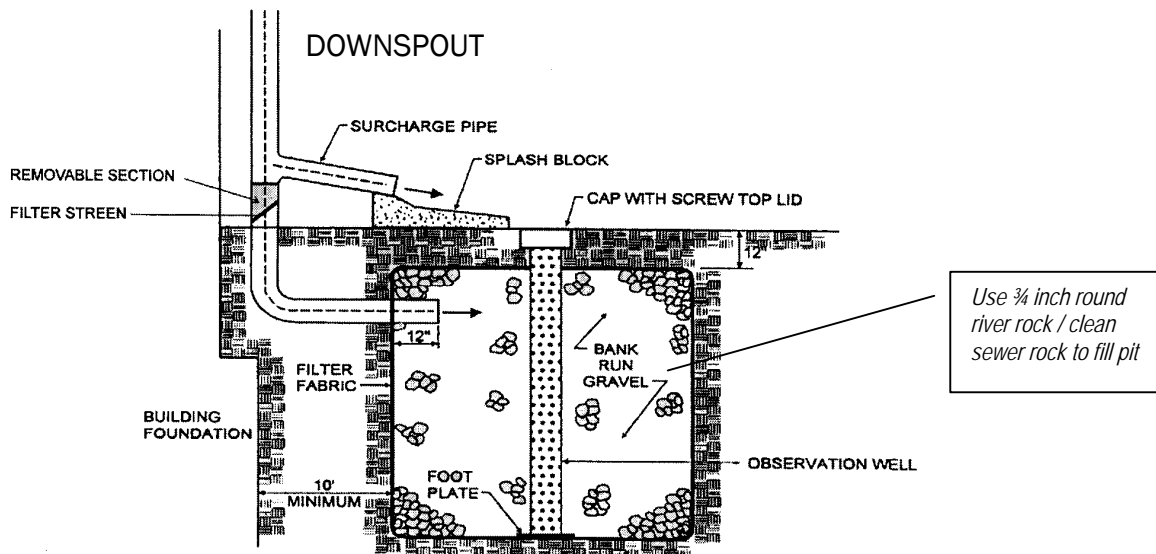 DOWNSPOUT
SURCHARGE PIPE
SPLASH BLOCK
REMOVABLE SECTION
FILTER STREEN
CAP WITH SCREW TOP LID
12"
Use ¾ inch round
river rock / clean
sewer rock to fill pit
12"
BANK
RUN
GRAVEL
FILTER
FABRIC
BUILDING
FOUNDATION
OBSERVATION WELL
FOOT
PLATE
10'
MINIMUM